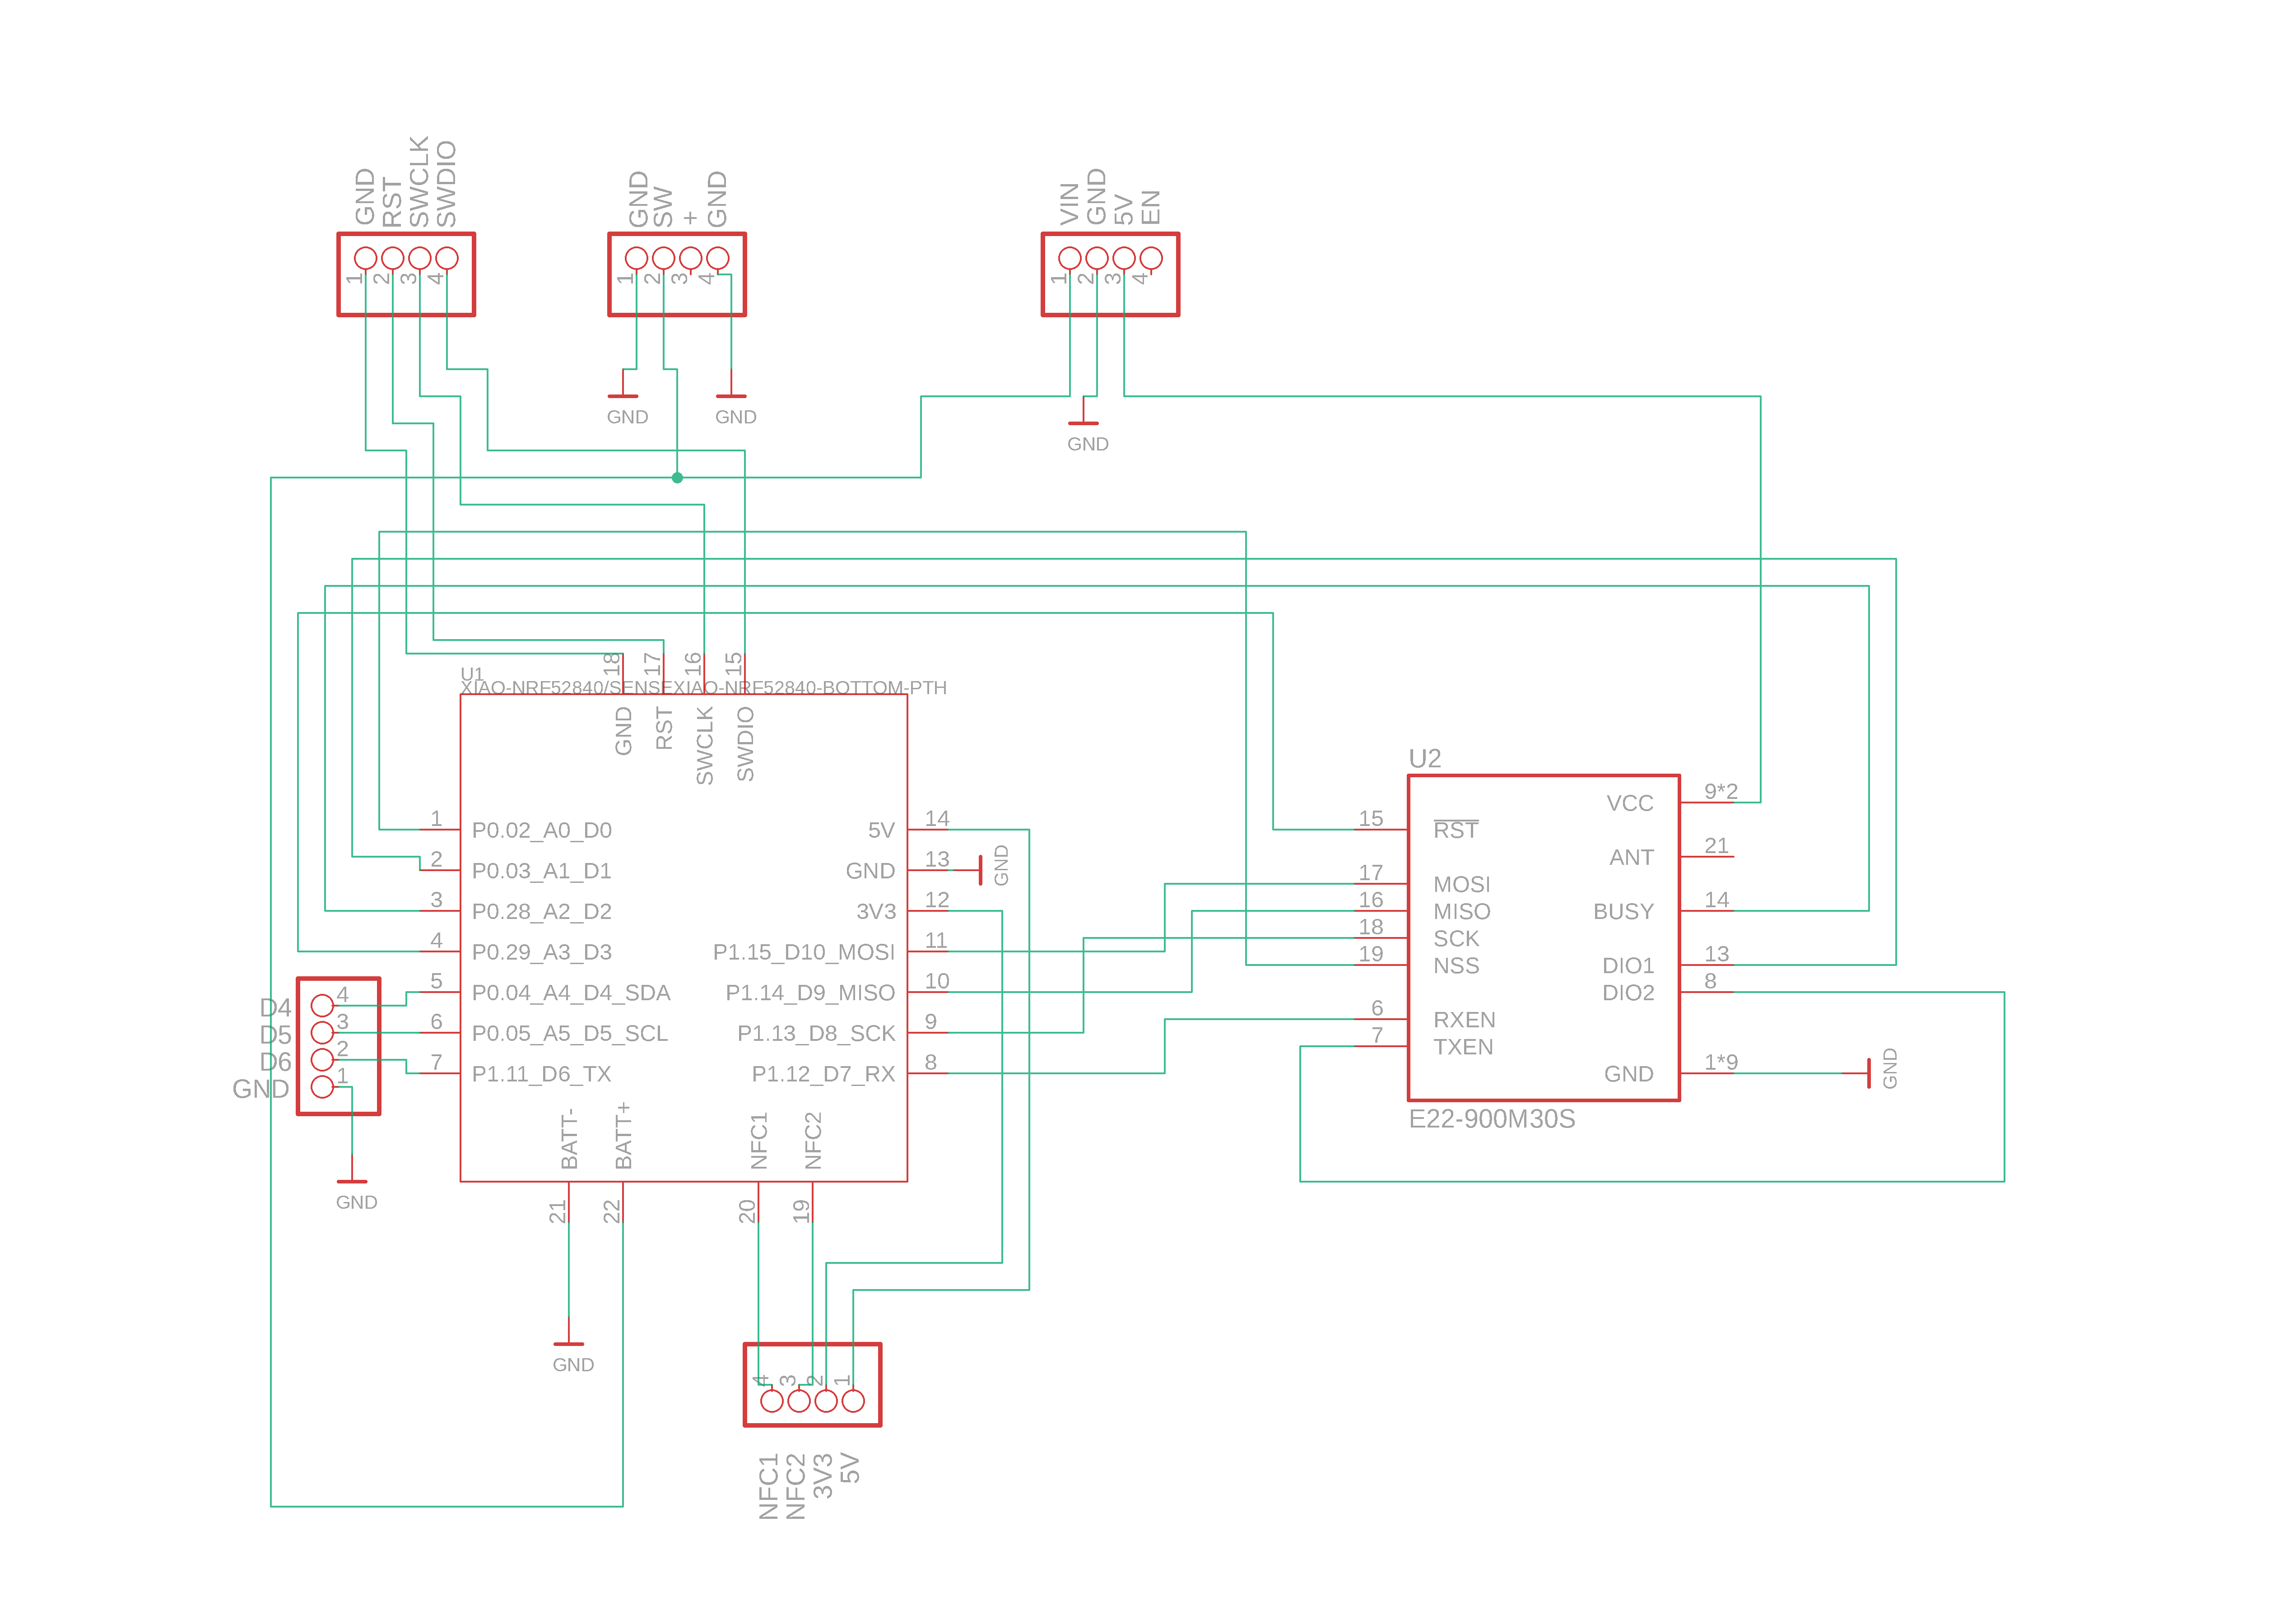 GND
RST
SWCLK
SWDIO
1
2
3
4
GND
SW
+
GND
1
2
3
4
VIN
GND
5V
EN
1
2
3
4
GND
GND
GND
U1
XIAO-NRF52840/SENSEXIAO-NRF52840-BOTTOM-PTH
18
17
16
15
GND
RST
SWCLK
SWDIO
1 P0.02_A0_D0
2 P0.03_A1_D1
3 P0.28_A2_D2
4 P0.29_A3_D3
5 P0.04_A4_D4_SDA
6 P0.05_A5_D5_SCL
7 P1.11_D6_TX
5V 14
GND 13
GND
3V3 12
P1.15_D10_MOSI 11
P1.14_D9_MISO 10
P1.13_D8_SCK 9
P1.12_D7_RX 8
BATT-
BATT+
NFC1
NFC2
21
22
20
19
D4 4
D5 3
D6 2
GND 1
GND
GND
4
3
2
1
NFC1
NFC2
3V3
5V
U2
15 RST
17 MOSI
16 MISO
18 SCK
19 NSS
6 RXEN
7 TXEN
VCC 9*2
ANT 21
BUSY 14
DIO1 13
DIO2 8
GND 1*9
GND
E22-900M30S